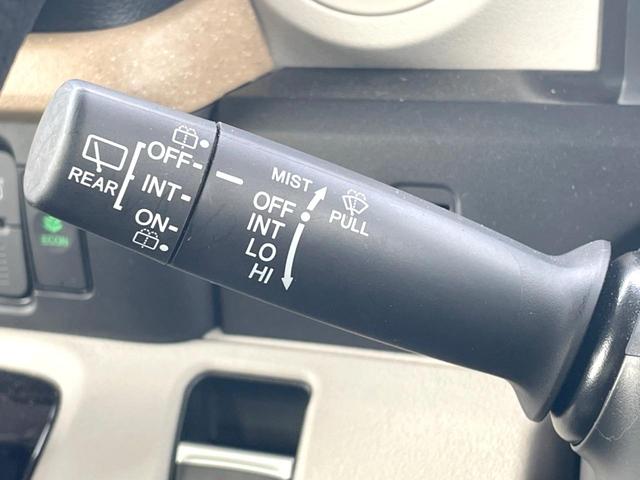 REAR
OFF
INT
ON
MIST
OFF
INT
LO
HI
PULL
ECON